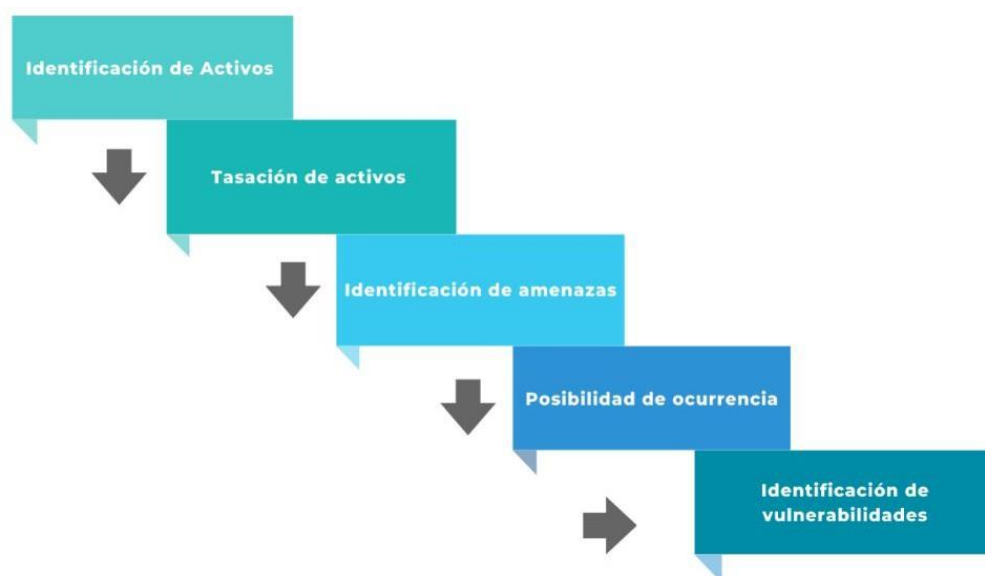 Identificación de Activos
Tasación de activos
Identificación de amenazas
Posibilidad de ocurrencia
Identificación de
vulnerabilidades